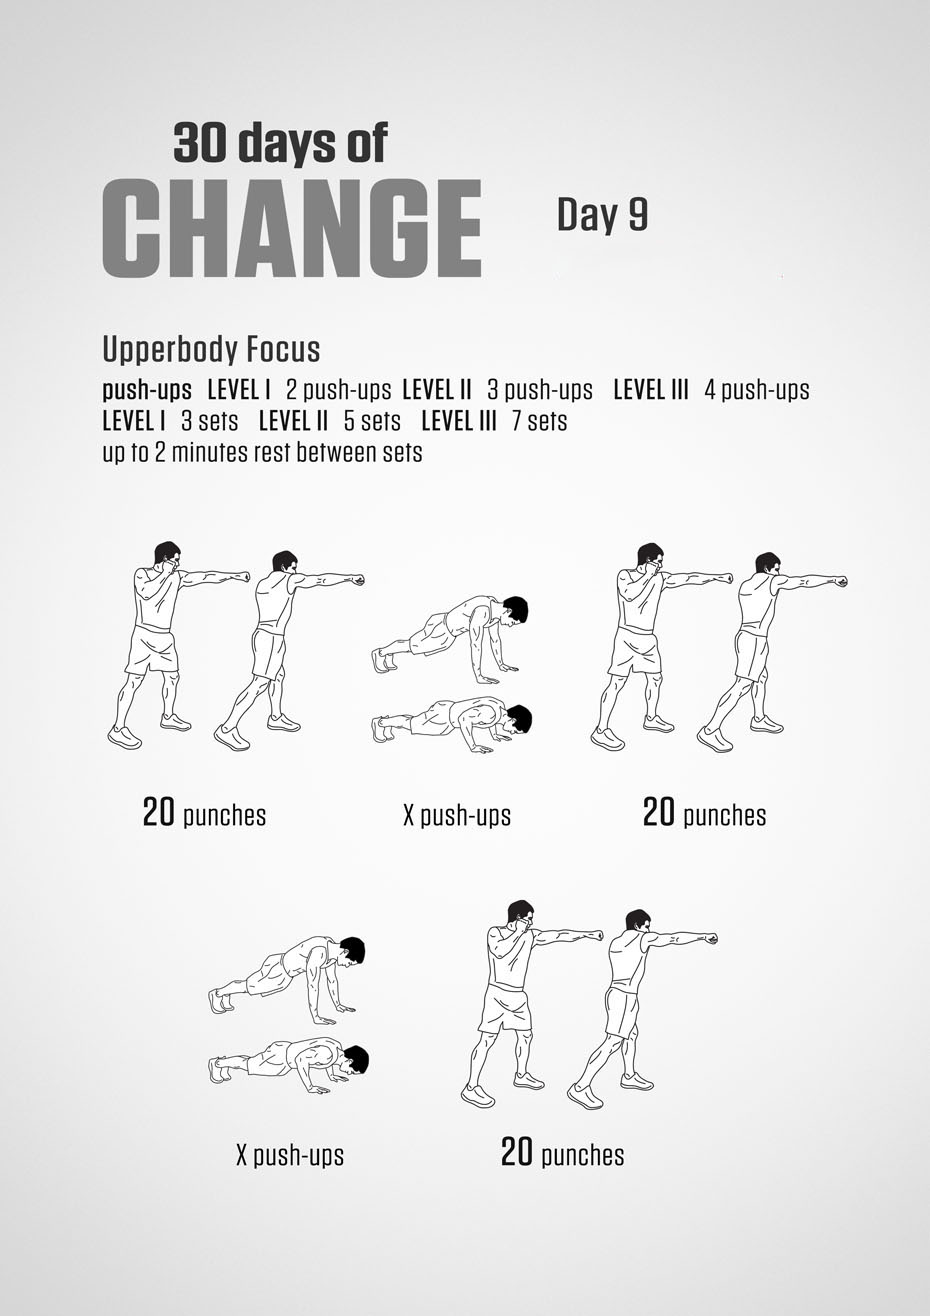 30 days of
CHANGE
Day 9
Upperbody Focus
push-ups LEVEL I 2 push-ups LEVEL II 3 push-ups LEVEL III 4 push-ups
LEVEL I 3 sets LEVEL II 5 sets LEVEL III 7 sets
up to 2 minutes rest between sets
20 punches X push-ups 20 punches
X push-ups 20 punches